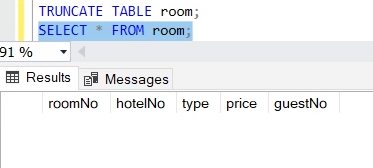 TRUNCATE TABLE room;
SELECT * FROM room;
91 %
Results Messages
roomNo hotelNo type price guestNo